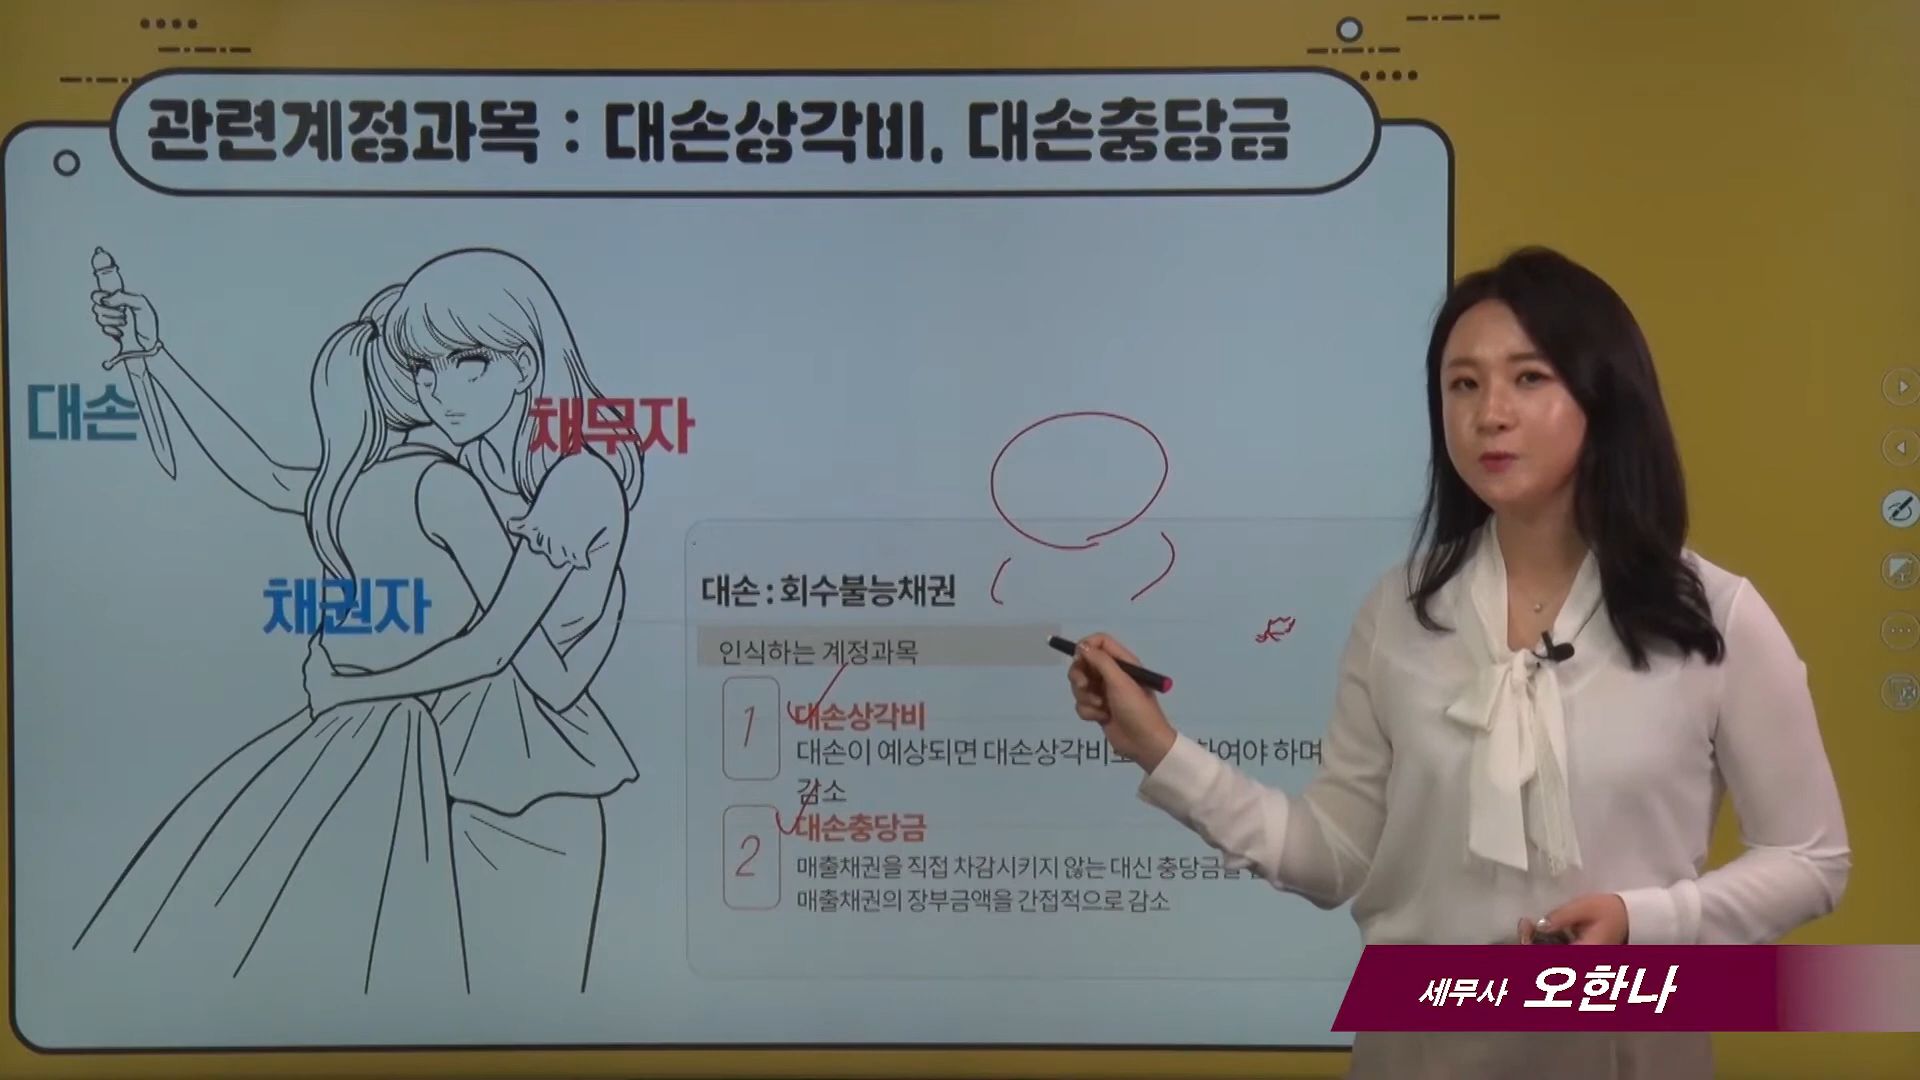 관련계정과목 : 대손상각비, 대손충당금
대손
채무자
채권자
대손 : 회수불능채권
인식하는 계정과목
1
대손상각비
대손이 예상되면 대손상각비로 하여야 하며
감소
2
대손충당금
매출채권을 직접 차감시키지 않는 대신 충당금을
매출채권의 장부금액을 간접적으로 감소
세무사 오한나